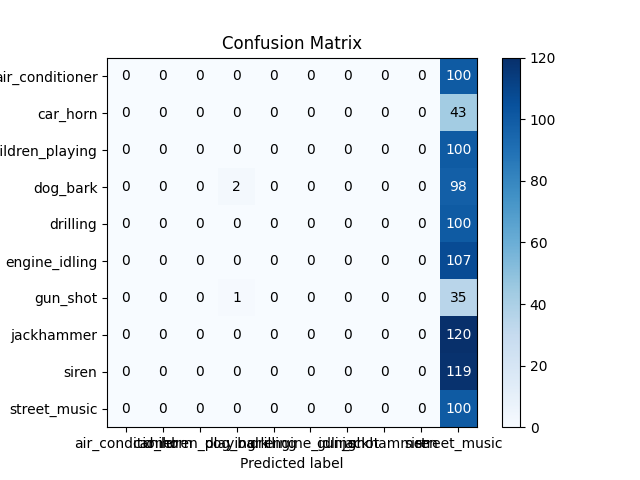 Confusion Matrix
air_conditioner 0 0 0 0 0 0 0 0 0 100
car_horn 0 0 0 0 0 0 0 0 0 43
ildren_playing 0 0 0 0 0 0 0 0 0 100
dog_bark 0 0 0 2 0 0 0 0 0 98
drilling 0 0 0 0 0 0 0 0 0 100
engine_idling 0 0 0 0 0 0 0 0 0 107
gun_shot 0 0 0 1 0 0 0 0 0 35
jackhammer 0 0 0 0 0 0 0 0 0 120
siren 0 0 0 0 0 0 0 0 0 119
street_music 0 0 0 0 0 0 0 0 0 100
street_music
Predicted label
120
100
80
60
40
20
0